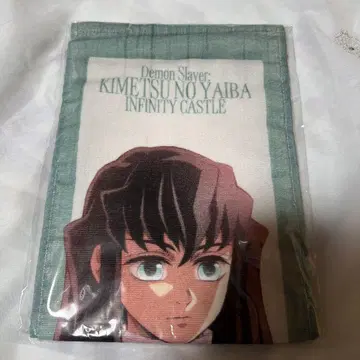 Demon Slayer:
KIMETSU NO YAIBA
INFINITY CASTLE